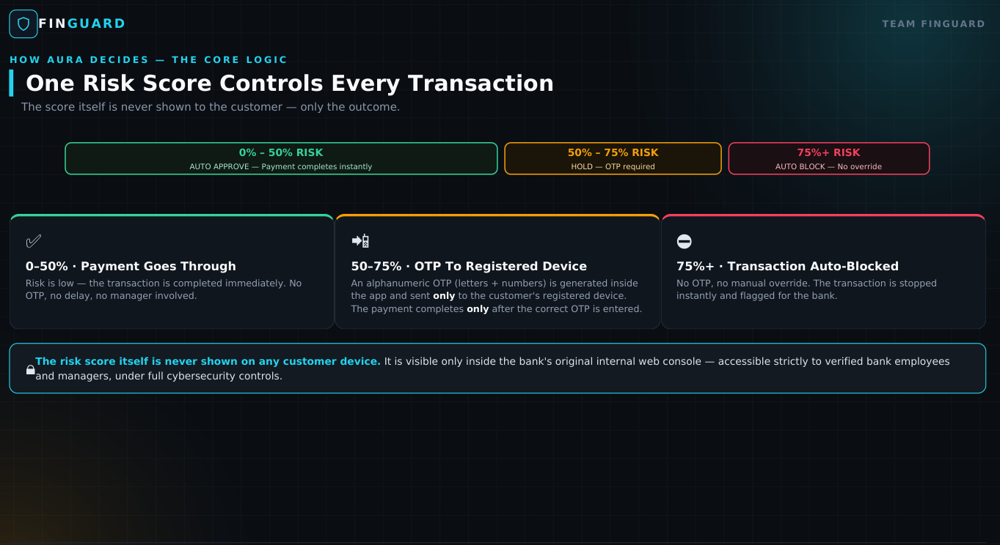 FINGUARD
TEAM FINGUARD
HOW AURA DECIDES — THE CORE LOGIC
One Risk Score Controls Every Transaction
The score itself is never shown to the customer — only the outcome.
0% – 50% RISK
AUTO APPROVE — Payment completes instantly
50% – 75% RISK
HOLD — OTP required
75%+ RISK
AUTO BLOCK — No override
0–50% · Payment Goes Through
Risk is low — the transaction is completed immediately. No
OTP, no delay, no manager involved.
50–75% · OTP To Registered Device
An alphanumeric OTP (letters + numbers) is generated inside
the app and sent only to the customer's registered device.
The payment completes only after the correct OTP is entered.
75%+ · Transaction Auto-Blocked
No OTP, no manual override. The transaction is stopped
instantly and flagged for the bank.
The risk score itself is never shown on any customer device. It is visible only inside the bank's original internal web console — accessible strictly to verified bank employees
and managers, under full cybersecurity controls.